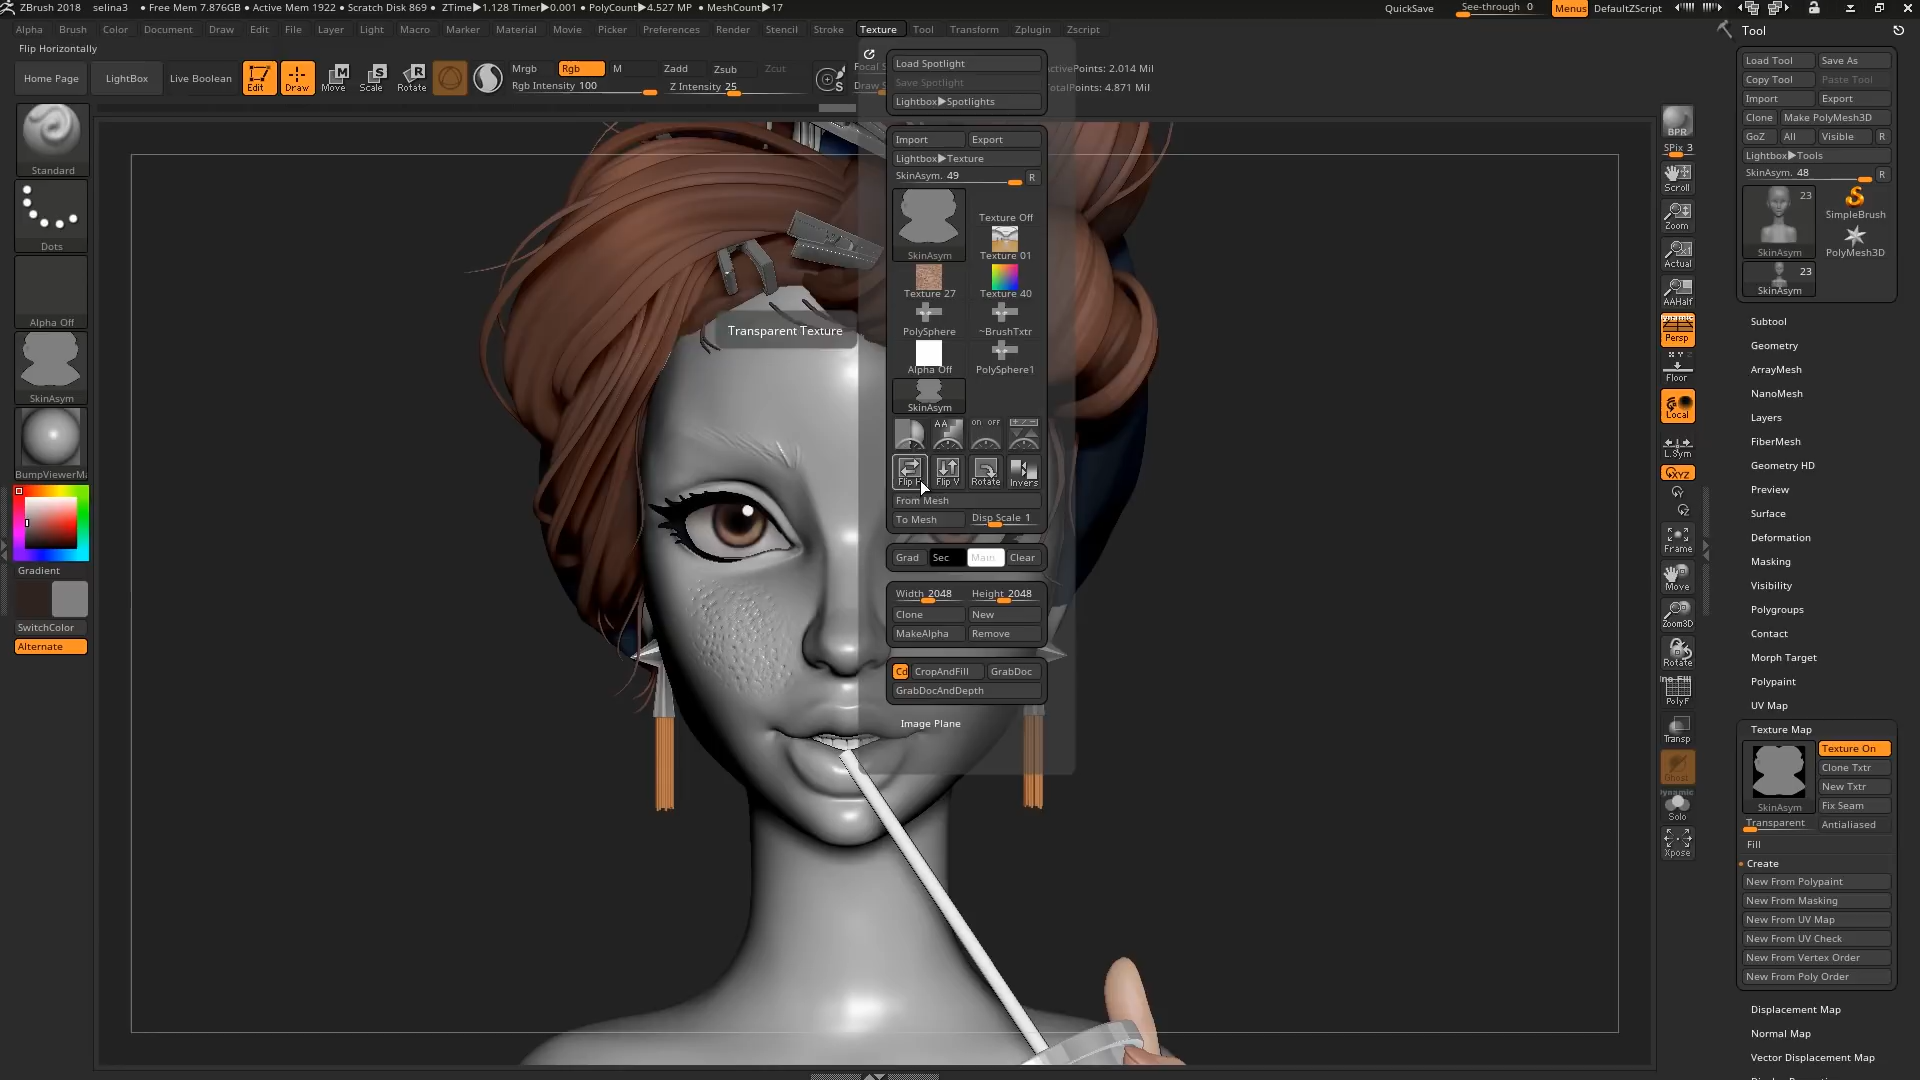 ZBrush 2018 selina3 • Free Mem 7.876GB • Active Mem 1922 • Scratch Disk 869 • ZTime▶1.128 Timer▶0.001 • PolyCount▶4.527 MP • MeshCount▶17
QuickSave See-through 0 Menus DefaultZScript
Alpha Brush Color Document Draw Edit File Layer Light Macro Marker Material Movie Picker Preferences Render Stencil Stroke Texture Tool Transform Zplugin Zscript
Flip Horizontally
Home Page LightBox Live Boolean Edit Draw Move Scale Rotate
Mrgb Rgb M Zadd Zsub Zcut
Rgb Intensity 100 Z Intensity 25
Focal S
Draw S
ctivePoints: 2.014 Mil
otalPoints: 4.871 Mil
Standard
Dots
Alpha Off
SkinAsym
BumpViewerMa
Gradient
SwitchColor
Alternate
Transparent Texture
Load Spotlight
Save Spotlight
Lightbox▶Spotlights
Import Export
Lightbox▶Texture
SkinAsym. 49 R
Texture Off
SkinAsym Texture 01
Texture 27 Texture 40
PolySphere ~BrushTxtr
Alpha Off PolySphere1
SkinAsym
AA on off
Flip H Flip V Rotate Invers
From Mesh
To Mesh Disp Scale 1
Grad Sec Main Clear
Width 2048 Height 2048
Clone New
MakeAlpha Remove
Cd CropAndFill GrabDoc
GrabDocAndDepth
Image Plane
BPR
SPix 3
Scroll
Zoom
Actual
AAHalf
Dynamic
Persp
Floor
Local
L.Sym
XYZ
Frame
Move
Zoom3D
Rotate
PolyF
Transp
Ghost
Dynamic
Solo
Xpose
Tool
Load Tool Save As
Copy Tool Paste Tool
Import Export
Clone Make PolyMesh3D
GoZ All Visible R
Lightbox▶Tools
SkinAsym. 48 R
23
SimpleBrush
SkinAsym PolyMesh3D
23
SkinAsym
Subtool
Geometry
ArrayMesh
NanoMesh
Layers
FiberMesh
Geometry HD
Preview
Surface
Deformation
Masking
Visibility
Polygroups
Contact
Morph Target
Polypaint
UV Map
Texture Map
Texture On
Clone Txtr
New Txtr
SkinAsym Fix Seam
Transparent Antialiased
Fill
Create
New From Polypaint
New From Masking
New From UV Map
New From UV Check
New From Vertex Order
New From Poly Order
Displacement Map
Normal Map
Vector Displacement Map